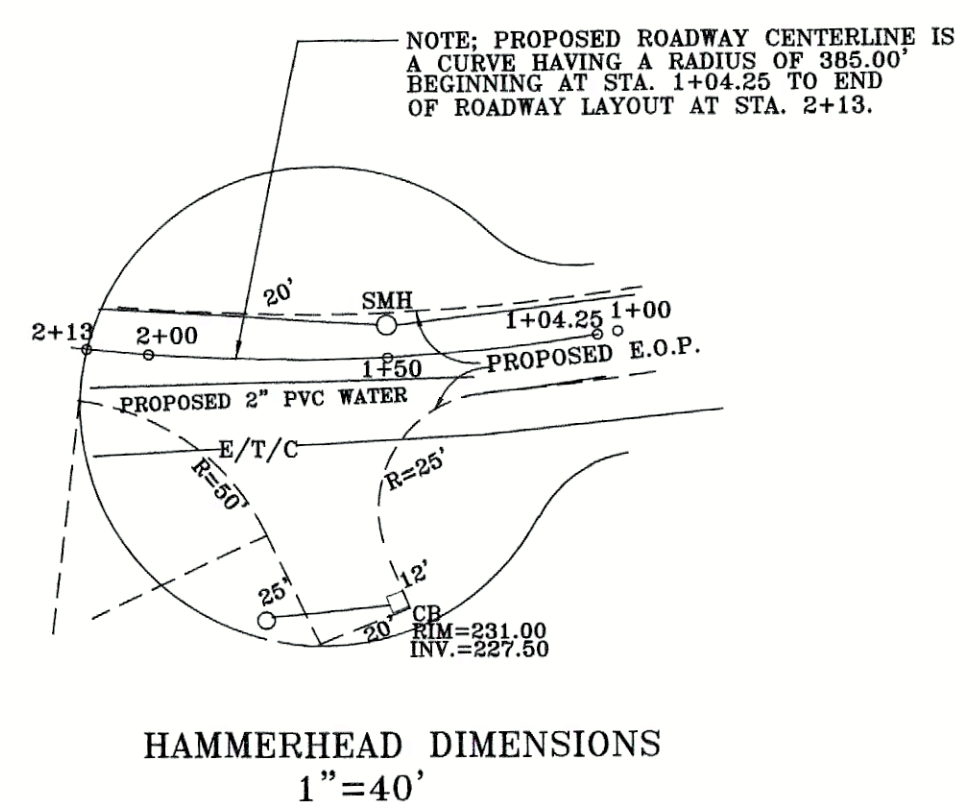 NOTE; PROPOSED ROADWAY CENTERLINE IS
A CURVE HAVING A RADIUS OF 385.00'
BEGINNING AT STA. 1+04.25 TO END
OF ROADWAY LAYOUT AT STA. 2+13.
20'
SMH
1+04.25
1+00
2+13
2+00
1+50
PROPOSED E.O.P.
PROPOSED 2" PVC WATER
E/T/C
R=50'
R=25'
12'
25'
20'
CB
RIM=231.00
INV.=227.50
HAMMERHEAD DIMENSIONS
1"=40'